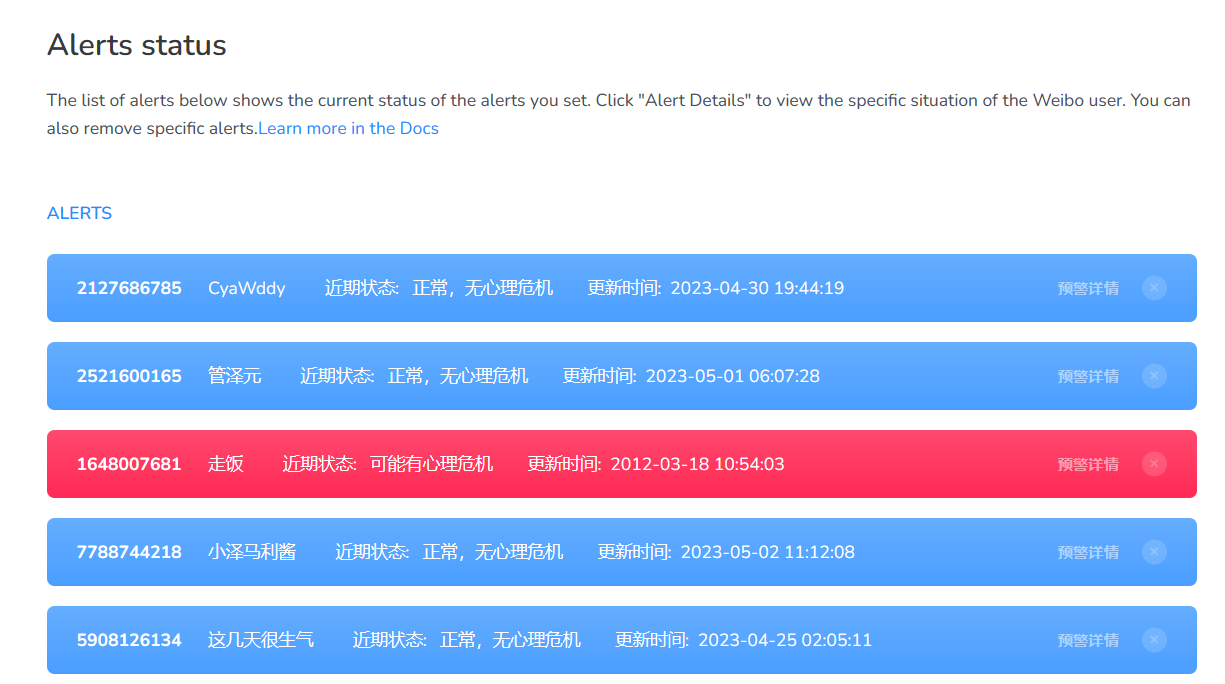 Alerts status
The list of alerts below shows the current status of the alerts you set. Click "Alert Details" to view the specific situation of the Weibo user. You can
also remove specific alerts.Learn more in the Docs
ALERTS
2127686785 CyaWddy 近期状态: 正常，无心理危机 更新时间: 2023-04-30 19:44:19 预警详情 ×
2521600165 管泽元 近期状态: 正常，无心理危机 更新时间: 2023-05-01 06:07:28 预警详情 ×
1648007681 走饭 近期状态: 可能有心理危机 更新时间: 2012-03-18 10:54:03 预警详情 ×
7788744218 小泽马利酱 近期状态: 正常，无心理危机 更新时间: 2023-05-02 11:12:08 预警详情 ×
5908126134 这几天很生气 近期状态: 正常，无心理危机 更新时间: 2023-04-25 02:05:11 预警详情 ×